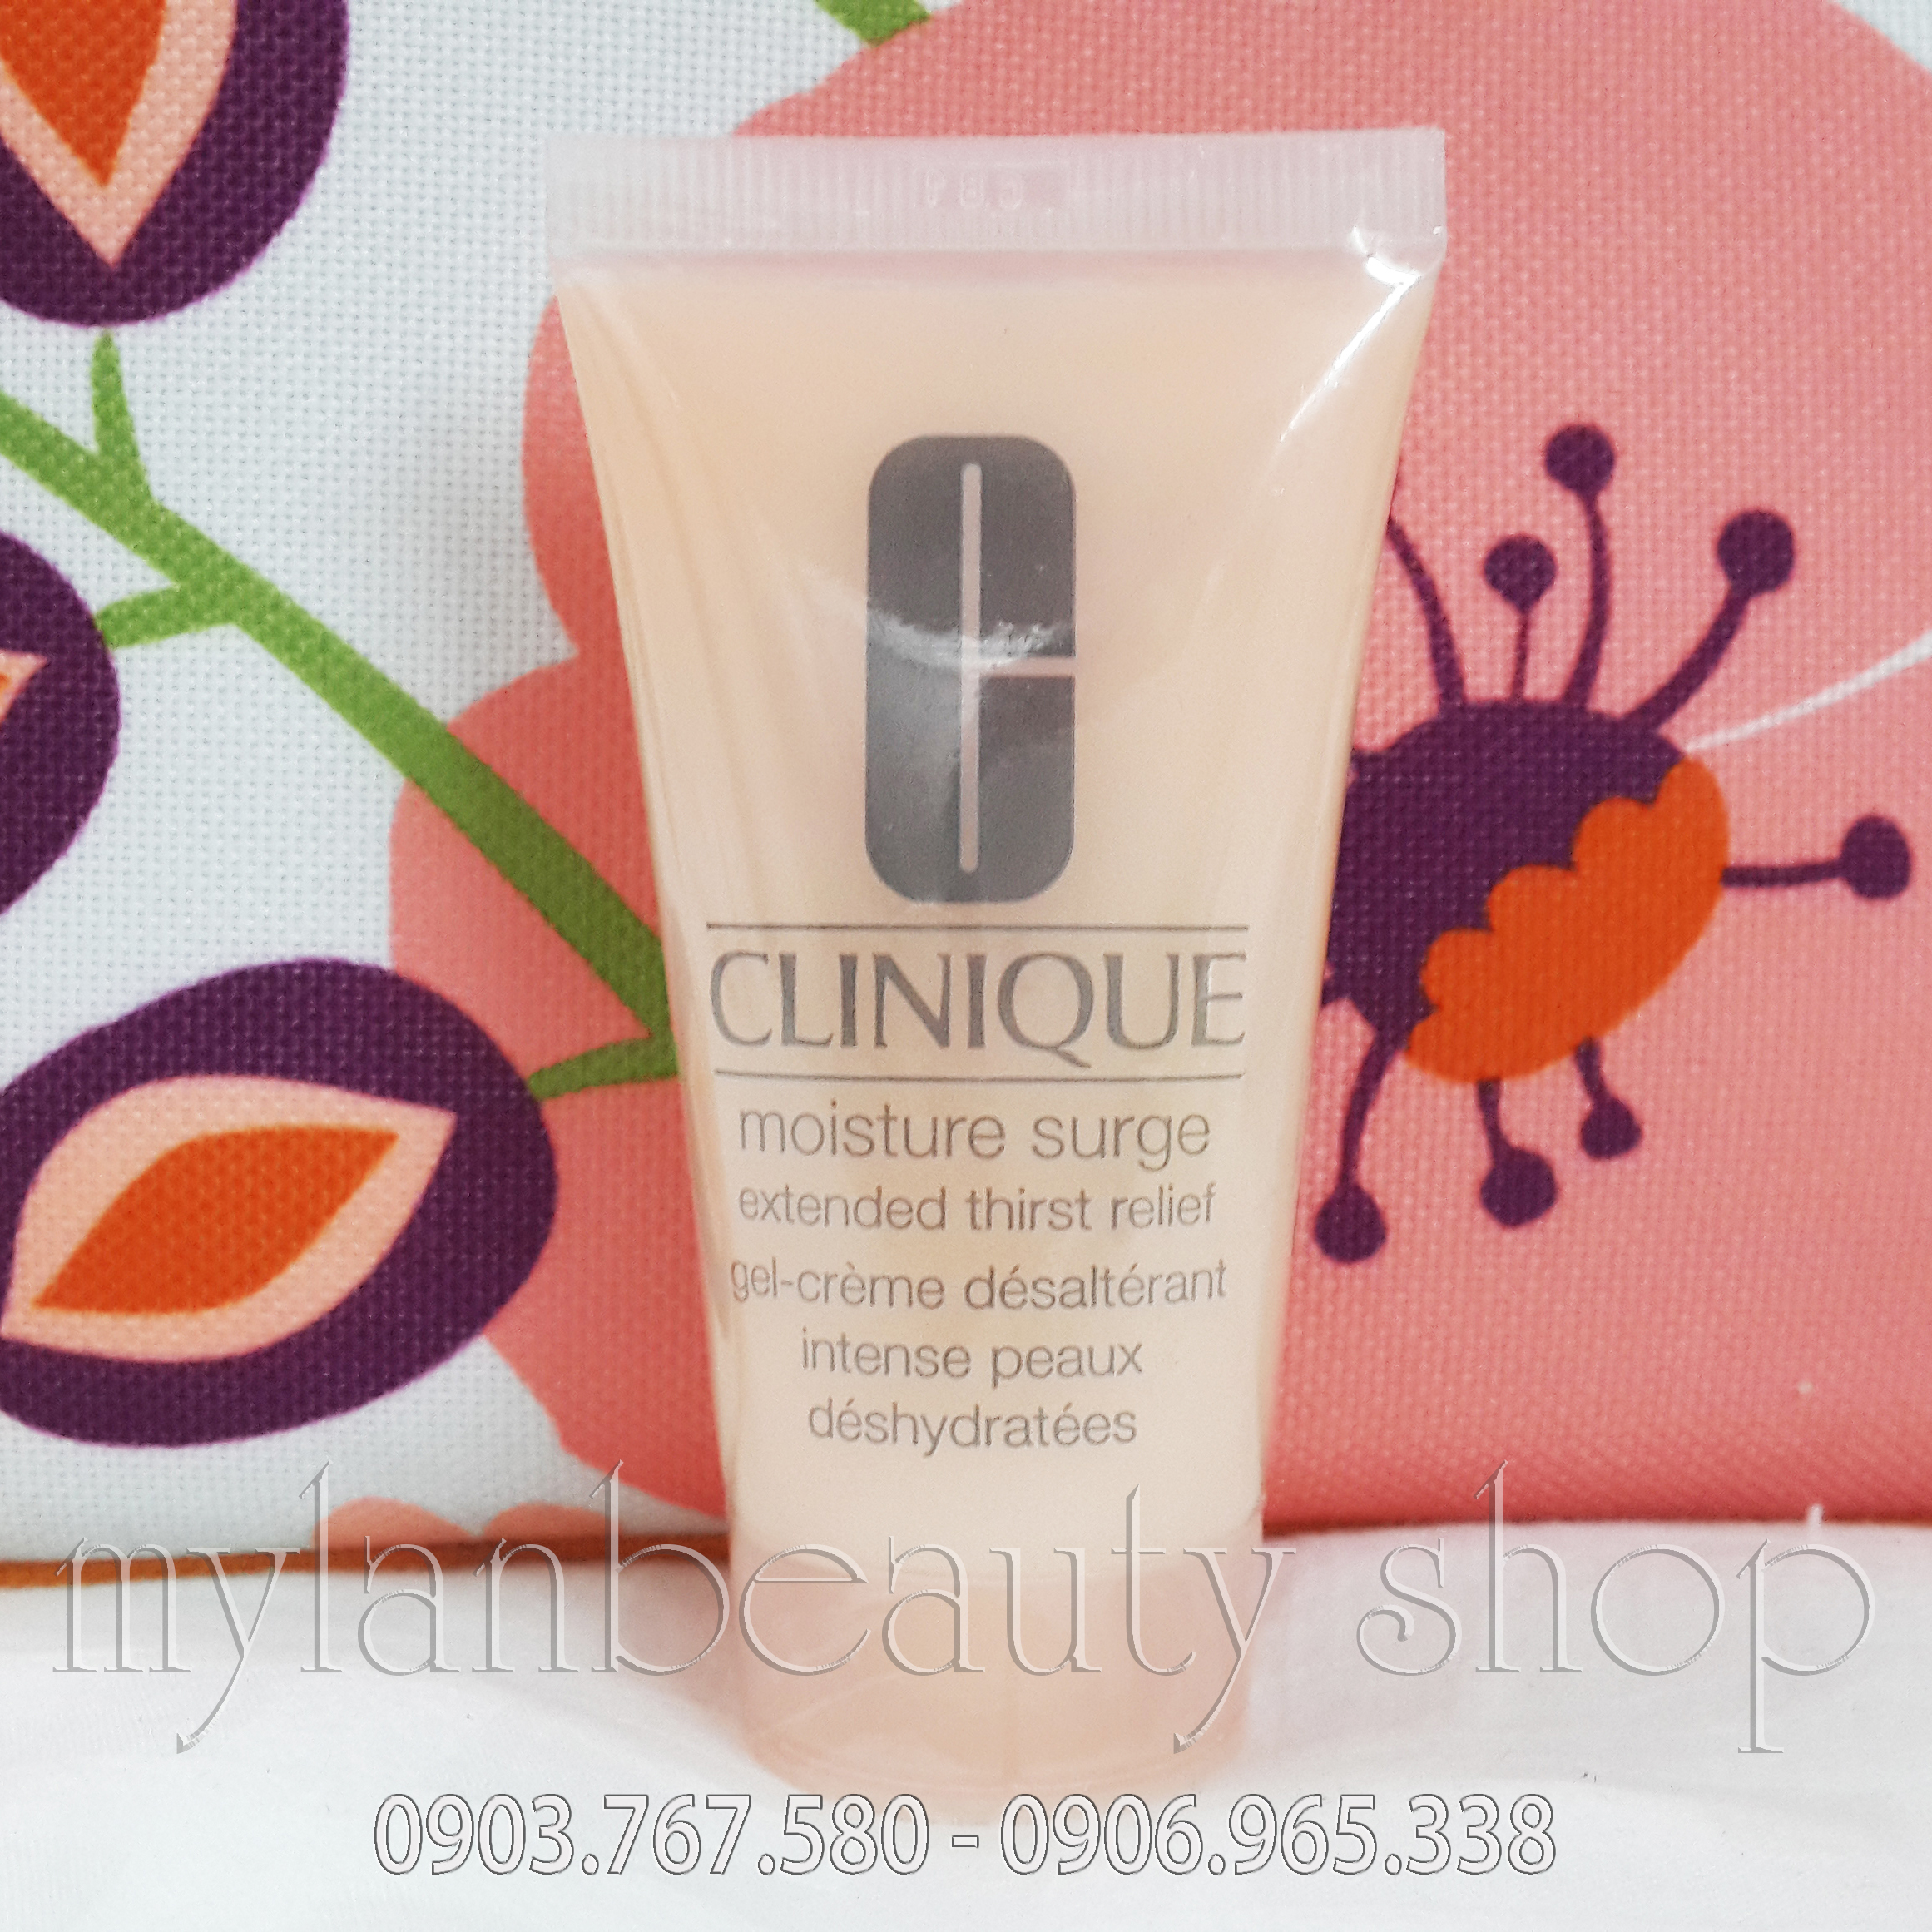 CLINIQUE
moisture surge
extended thirst relief
gel-crème désaltérant
intense peaux
déshydratées
mylanbeauty shop
0903.767.580 - 0906.965.338